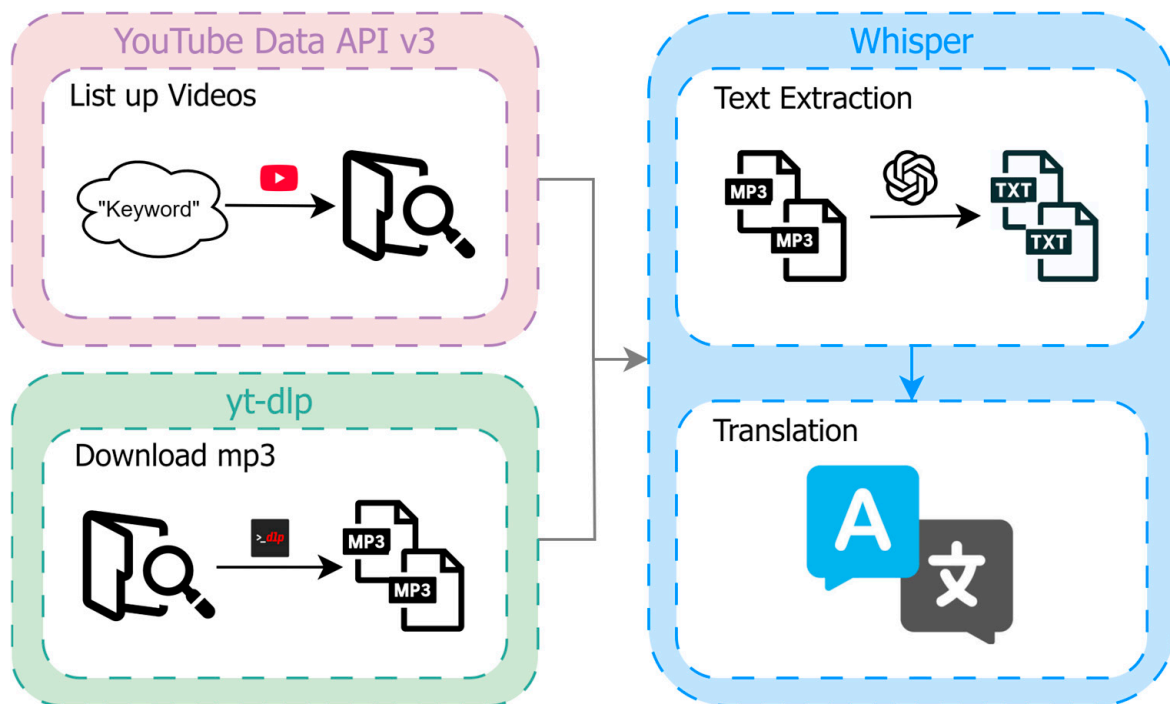 YouTube Data API v3
List up Videos
"Keyword"
yt-dlp
Download mp3
>_dlp
MP3
MP3
Whisper
Text Extraction
MP3
MP3
TXT
TXT
Translation
A
文